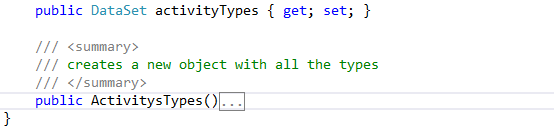 public DataSet activityTypes { get; set; }
/// <summary>
/// creates a new object with all the types
/// </summary>
public ActivitysTypes()...
}